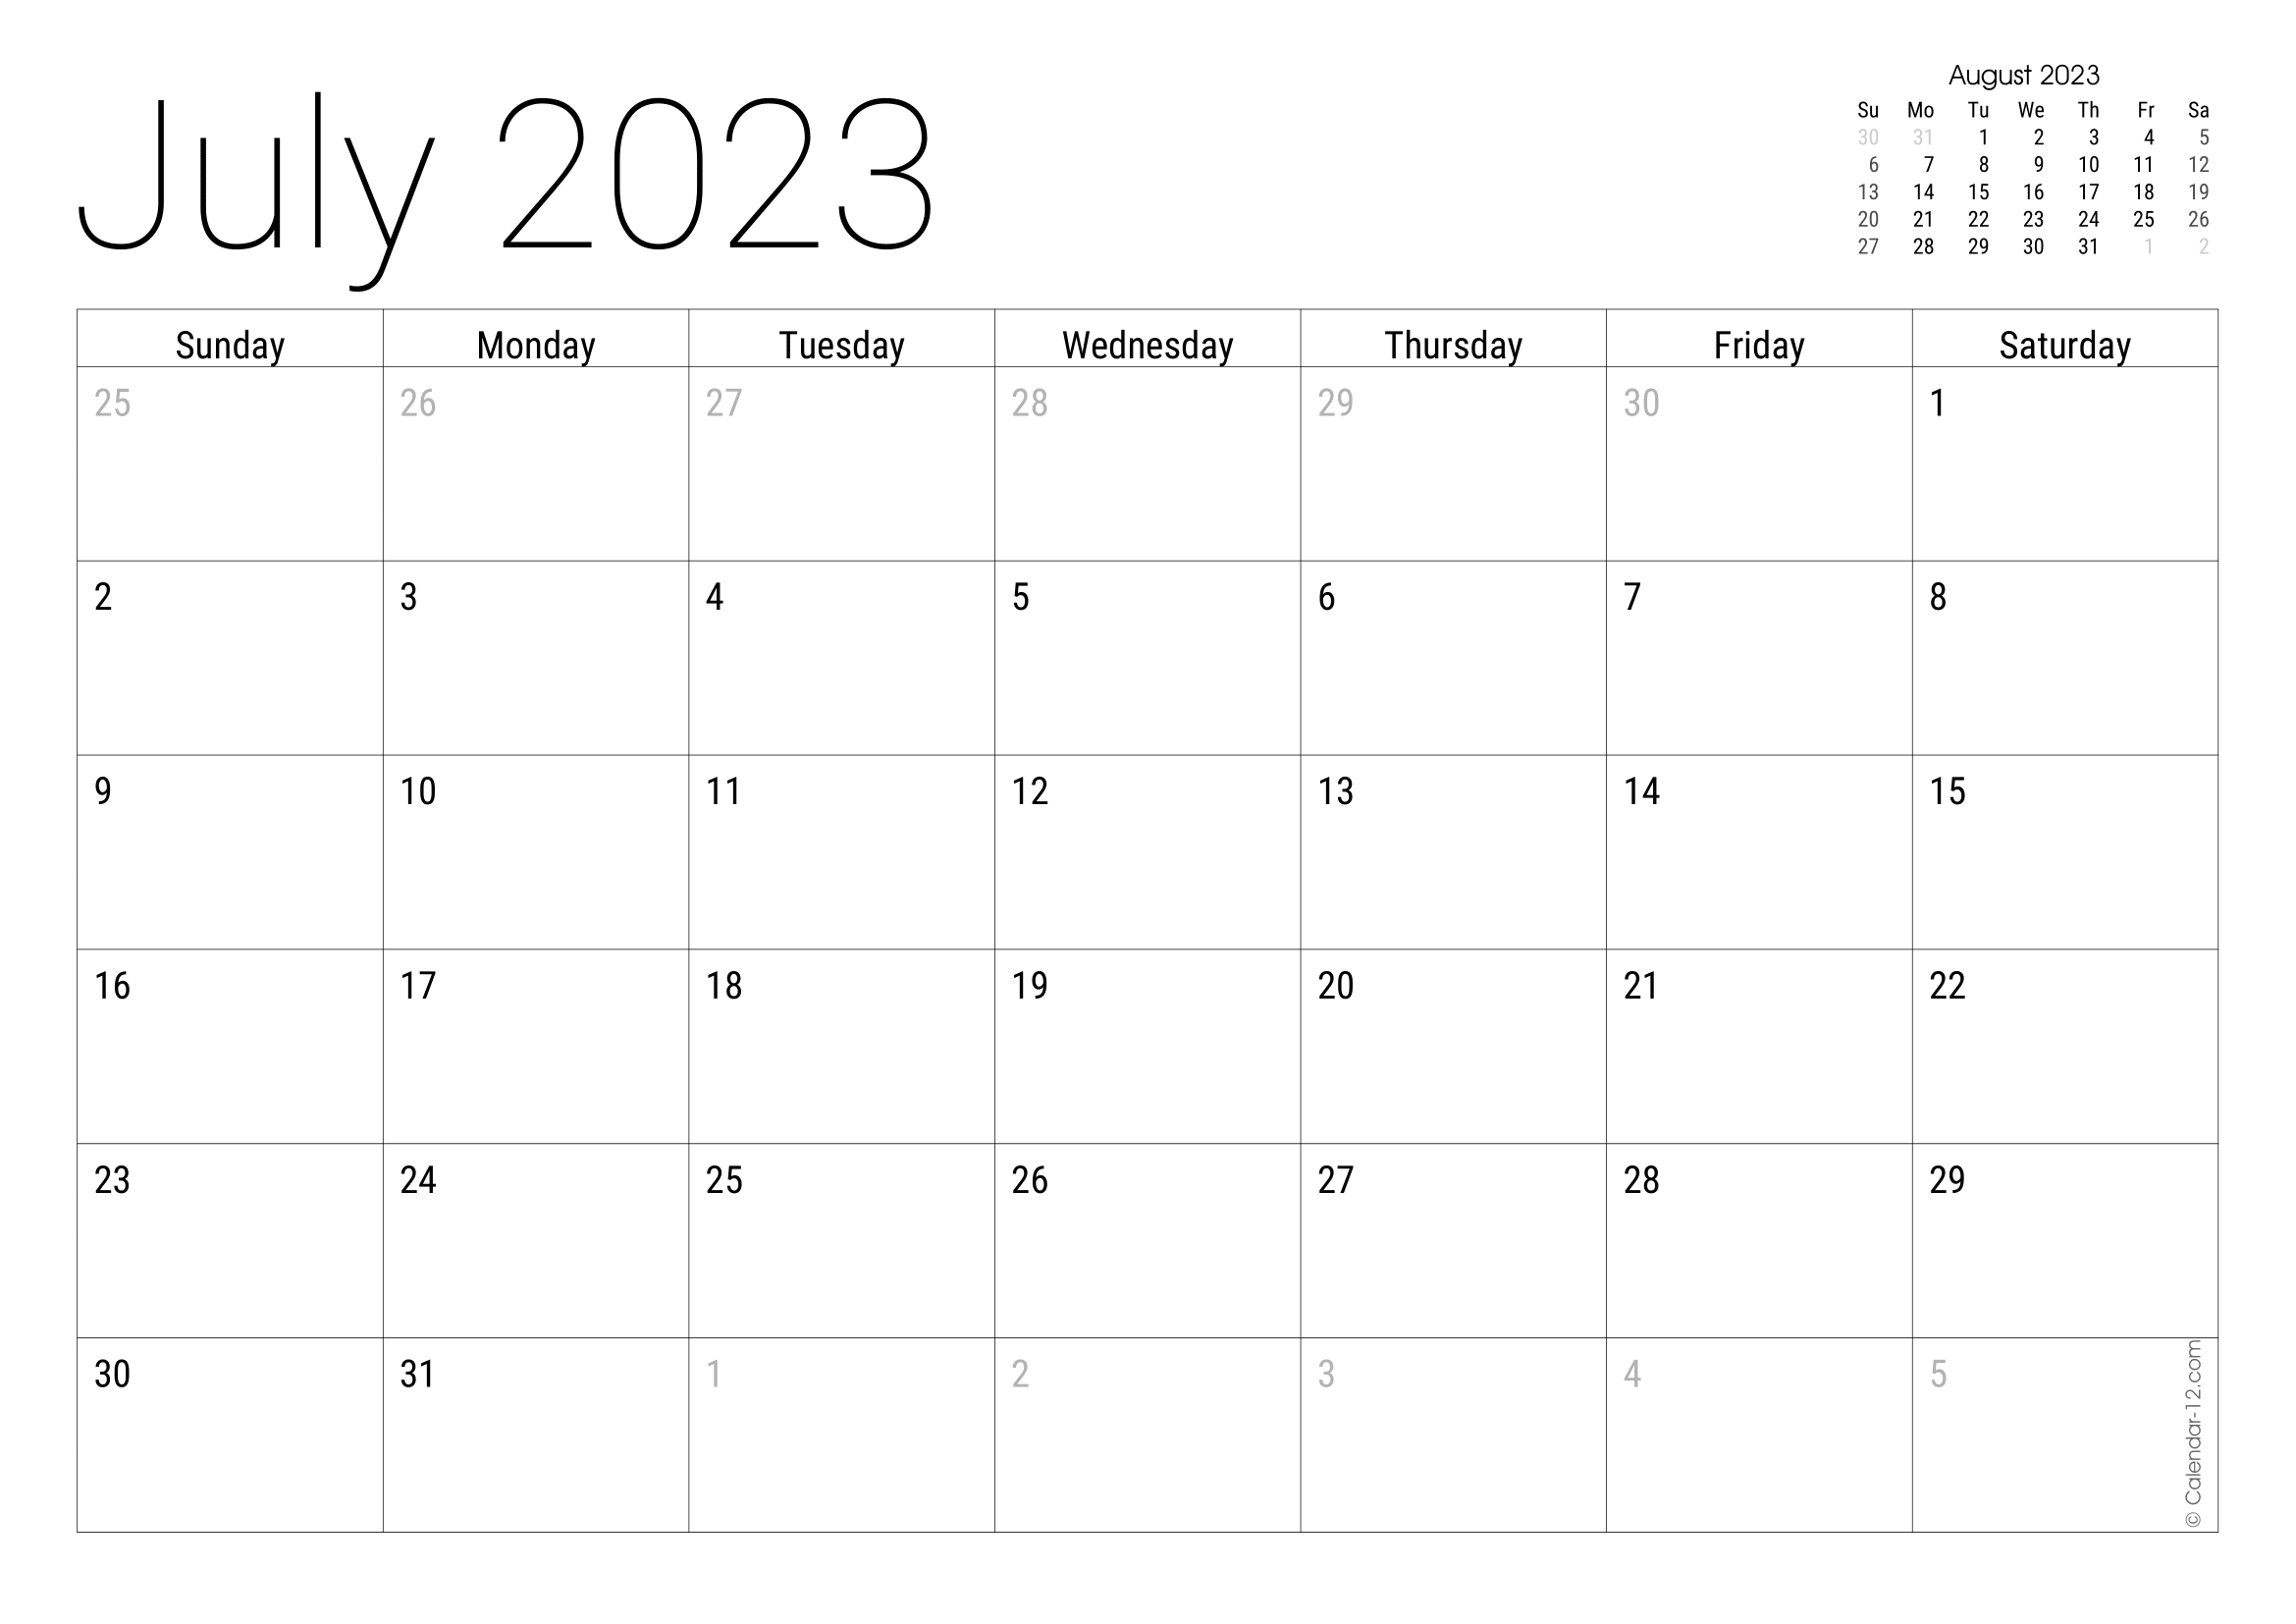 July 2023
August 2023
Su Mo Tu We Th Fr Sa
30 31 1 2 3 4 5
6 7 8 9 10 11 12
13 14 15 16 17 18 19
20 21 22 23 24 25 26
27 28 29 30 31 1 2
Sunday Monday Tuesday Wednesday Thursday Friday Saturday
25 26 27 28 29 30 1
2 3 4 5 6 7 8
9 10 11 12 13 14 15
16 17 18 19 20 21 22
23 24 25 26 27 28 29
30 31 1 2 3 4 5
© Calendar-12.com